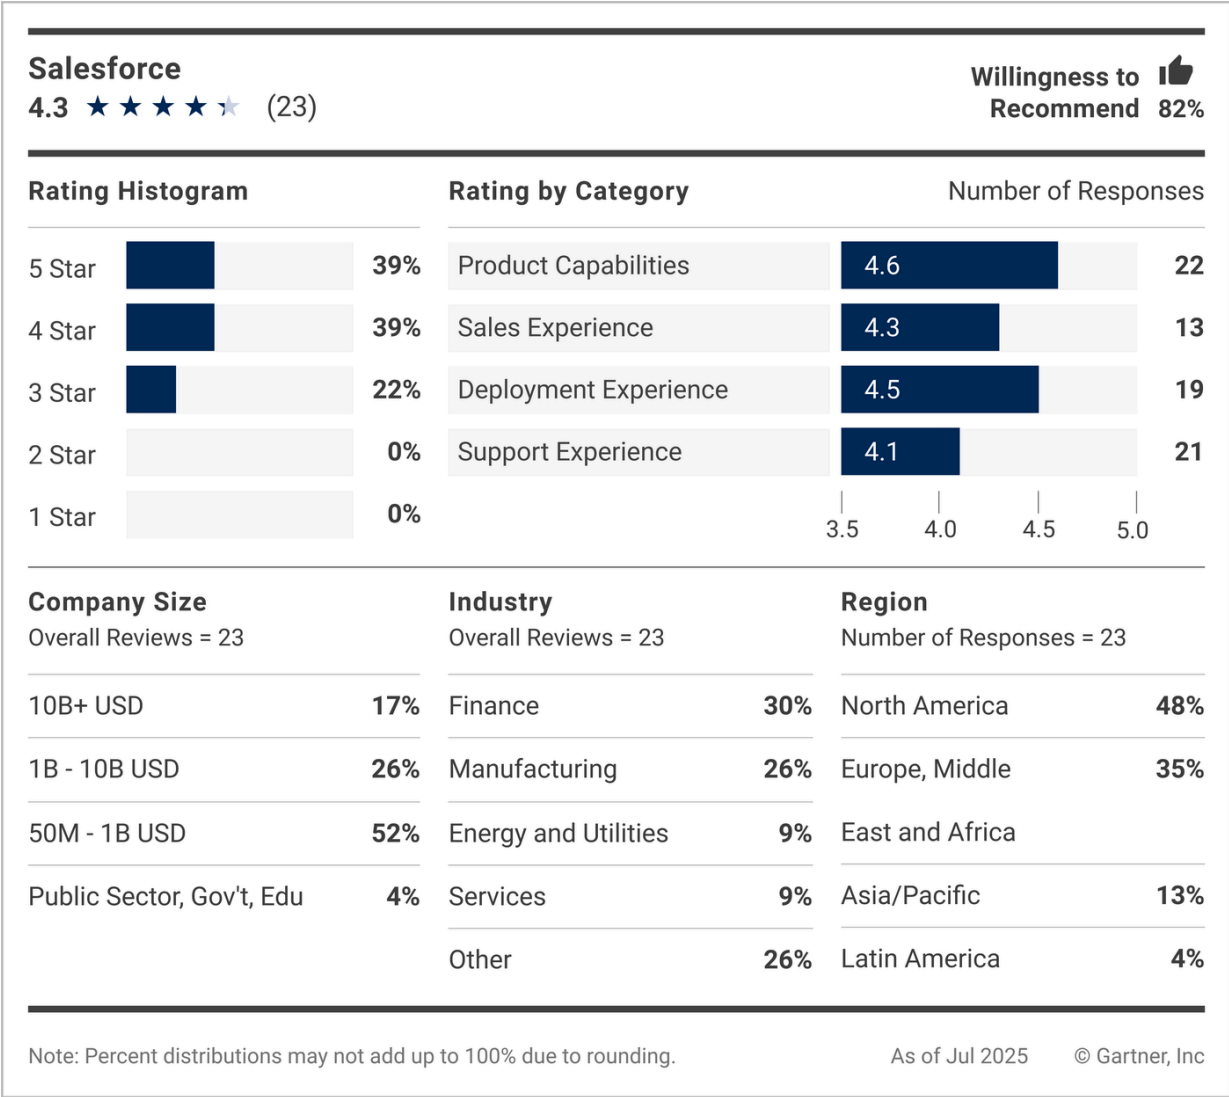 Salesforce
4.3 (23)
Willingness to
Recommend 82%
Rating Histogram
5 Star 39%
4 Star 39%
3 Star 22%
2 Star 0%
1 Star 0%
Rating by Category Number of Responses
Product Capabilities 4.6 22
Sales Experience 4.3 13
Deployment Experience 4.5 19
Support Experience 4.1 21
3.5 4.0 4.5 5.0
Company Size
Overall Reviews = 23
10B+ USD 17%
1B - 10B USD 26%
50M - 1B USD 52%
Public Sector, Gov't, Edu 4%
Industry
Overall Reviews = 23
Finance 30%
Manufacturing 26%
Energy and Utilities 9%
Services 9%
Other 26%
Region
Number of Responses = 23
North America 48%
Europe, Middle 35%
East and Africa
Asia/Pacific 13%
Latin America 4%
Note: Percent distributions may not add up to 100% due to rounding. As of Jul 2025 © Gartner, Inc